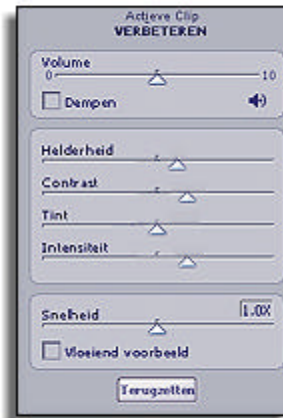 Actieve Clip
VERBETEREN
Volume
0 10
Dempen
Helderheid
Contrast
Tint
Intensiteit
Snelheid 1.0X
Vloeiend voorbeeld
Terugzetten